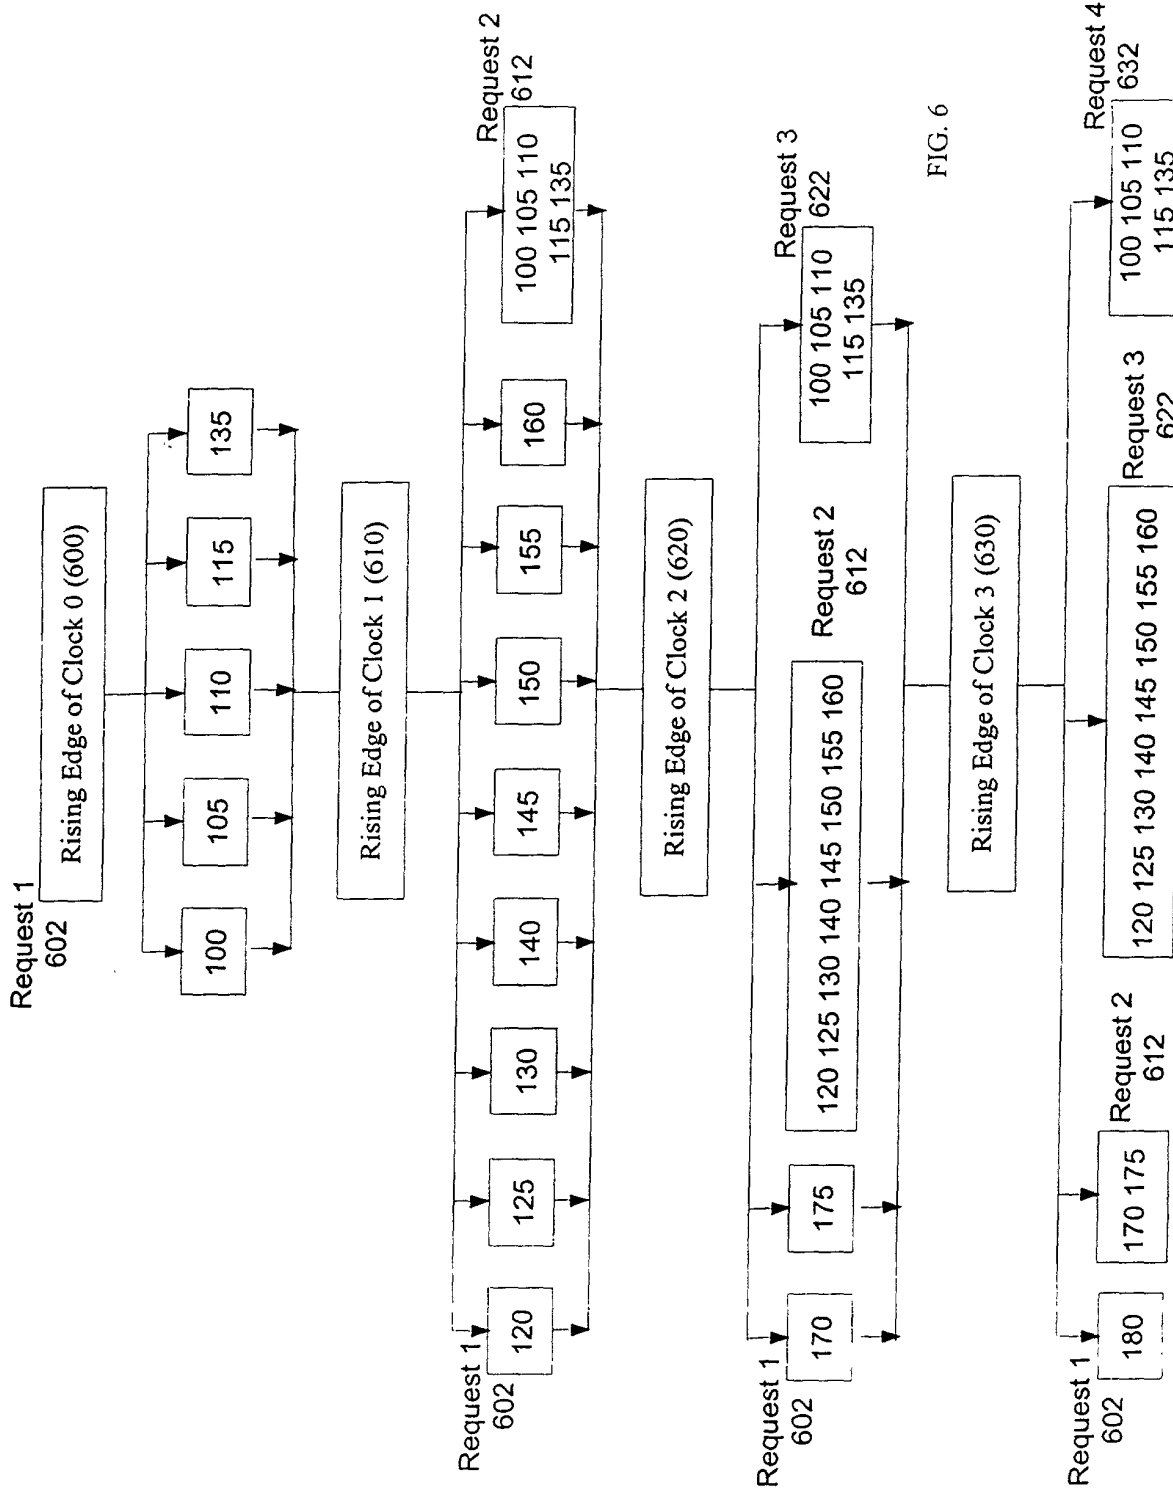 Request 1
602
Rising Edge of Clock 0 (600)
100
105
110
115
135
Rising Edge of Clock 1 (610)
Request 1
602
120
125
130
140
145
150
155
160
Request 2
612
100 105 110
115 135
Rising Edge of Clock 2 (620)
Request 1
602
170
175
120 125 130 140 145 150 155 160
Request 2
612
100 105 110
115 135
Request 3
622
Rising Edge of Clock 3 (630)
FIG. 6
Request 1
602
180
170 175
Request 2
612
120 125 130 140 145 150 155 160
Request 3
622
100 105 110
115 135
Request 4
632